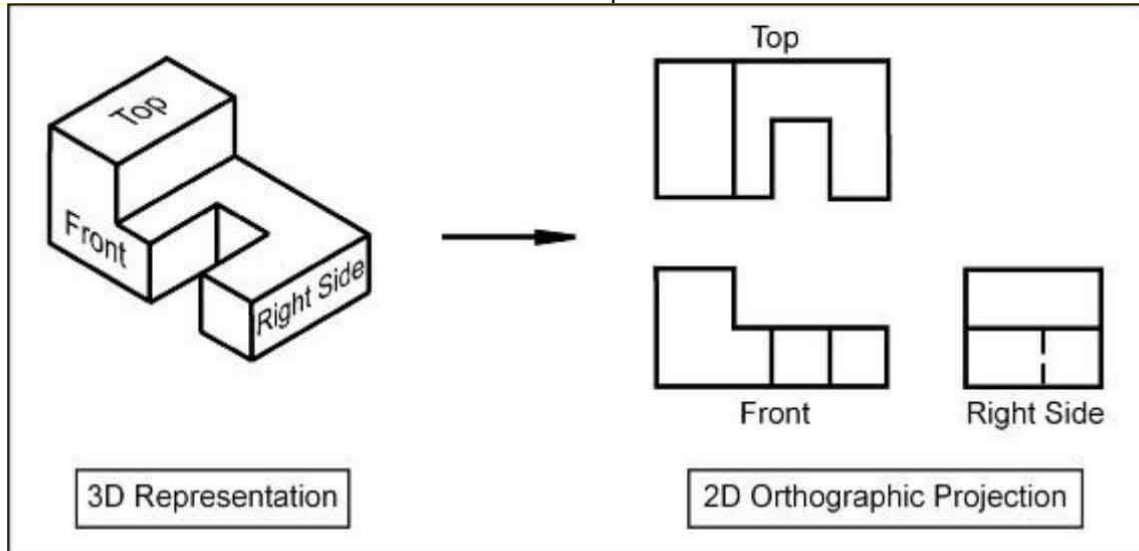 Top
Front
Right Side
3D Representation
Top
Front
Right Side
2D Orthographic Projection